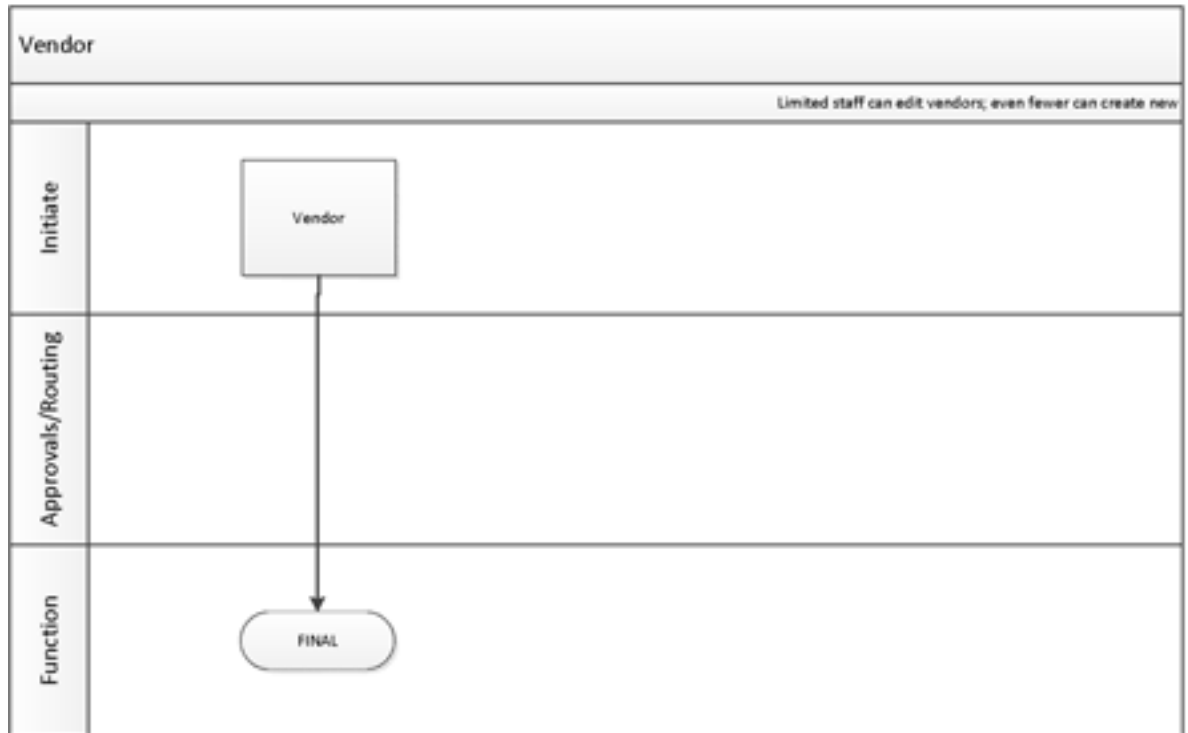 Vendor
Limited staff can edit vendors; even fewer can create new
Initiate
Vendor
Approvals/Routing
Function
FINAL